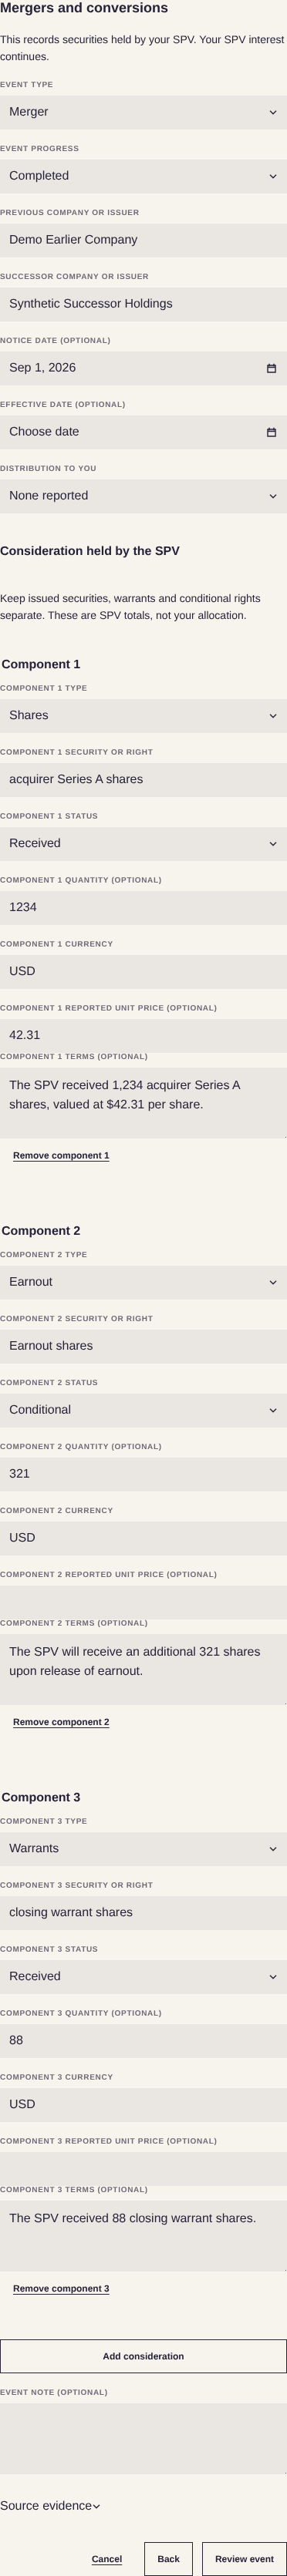 Mergers and conversions
This records securities held by your SPV. Your SPV interest
continues.
EVENT TYPE
Merger
EVENT PROGRESS
Completed
PREVIOUS COMPANY OR ISSUER
Demo Earlier Company
SUCCESSOR COMPANY OR ISSUER
Synthetic Successor Holdings
NOTICE DATE (OPTIONAL)
Sep 1, 2026
EFFECTIVE DATE (OPTIONAL)
Choose date
DISTRIBUTION TO YOU
None reported
Consideration held by the SPV
Keep issued securities, warrants and conditional rights
separate. These are SPV totals, not your allocation.
Component 1
COMPONENT 1 TYPE
Shares
COMPONENT 1 SECURITY OR RIGHT
acquirer Series A shares
COMPONENT 1 STATUS
Received
COMPONENT 1 QUANTITY (OPTIONAL)
1234
COMPONENT 1 CURRENCY
USD
COMPONENT 1 REPORTED UNIT PRICE (OPTIONAL)
42.31
COMPONENT 1 TERMS (OPTIONAL)
The SPV received 1,234 acquirer Series A
shares, valued at $42.31 per share.
Remove component 1
Component 2
COMPONENT 2 TYPE
Earnout
COMPONENT 2 SECURITY OR RIGHT
Earnout shares
COMPONENT 2 STATUS
Conditional
COMPONENT 2 QUANTITY (OPTIONAL)
321
COMPONENT 2 CURRENCY
USD
COMPONENT 2 REPORTED UNIT PRICE (OPTIONAL)
COMPONENT 2 TERMS (OPTIONAL)
The SPV will receive an additional 321 shares
upon release of earnout.
Remove component 2
Component 3
COMPONENT 3 TYPE
Warrants
COMPONENT 3 SECURITY OR RIGHT
closing warrant shares
COMPONENT 3 STATUS
Received
COMPONENT 3 QUANTITY (OPTIONAL)
88
COMPONENT 3 CURRENCY
USD
COMPONENT 3 REPORTED UNIT PRICE (OPTIONAL)
COMPONENT 3 TERMS (OPTIONAL)
The SPV received 88 closing warrant shares.
Remove component 3
Add consideration
EVENT NOTE (OPTIONAL)
Source evidence
Cancel Back Review event